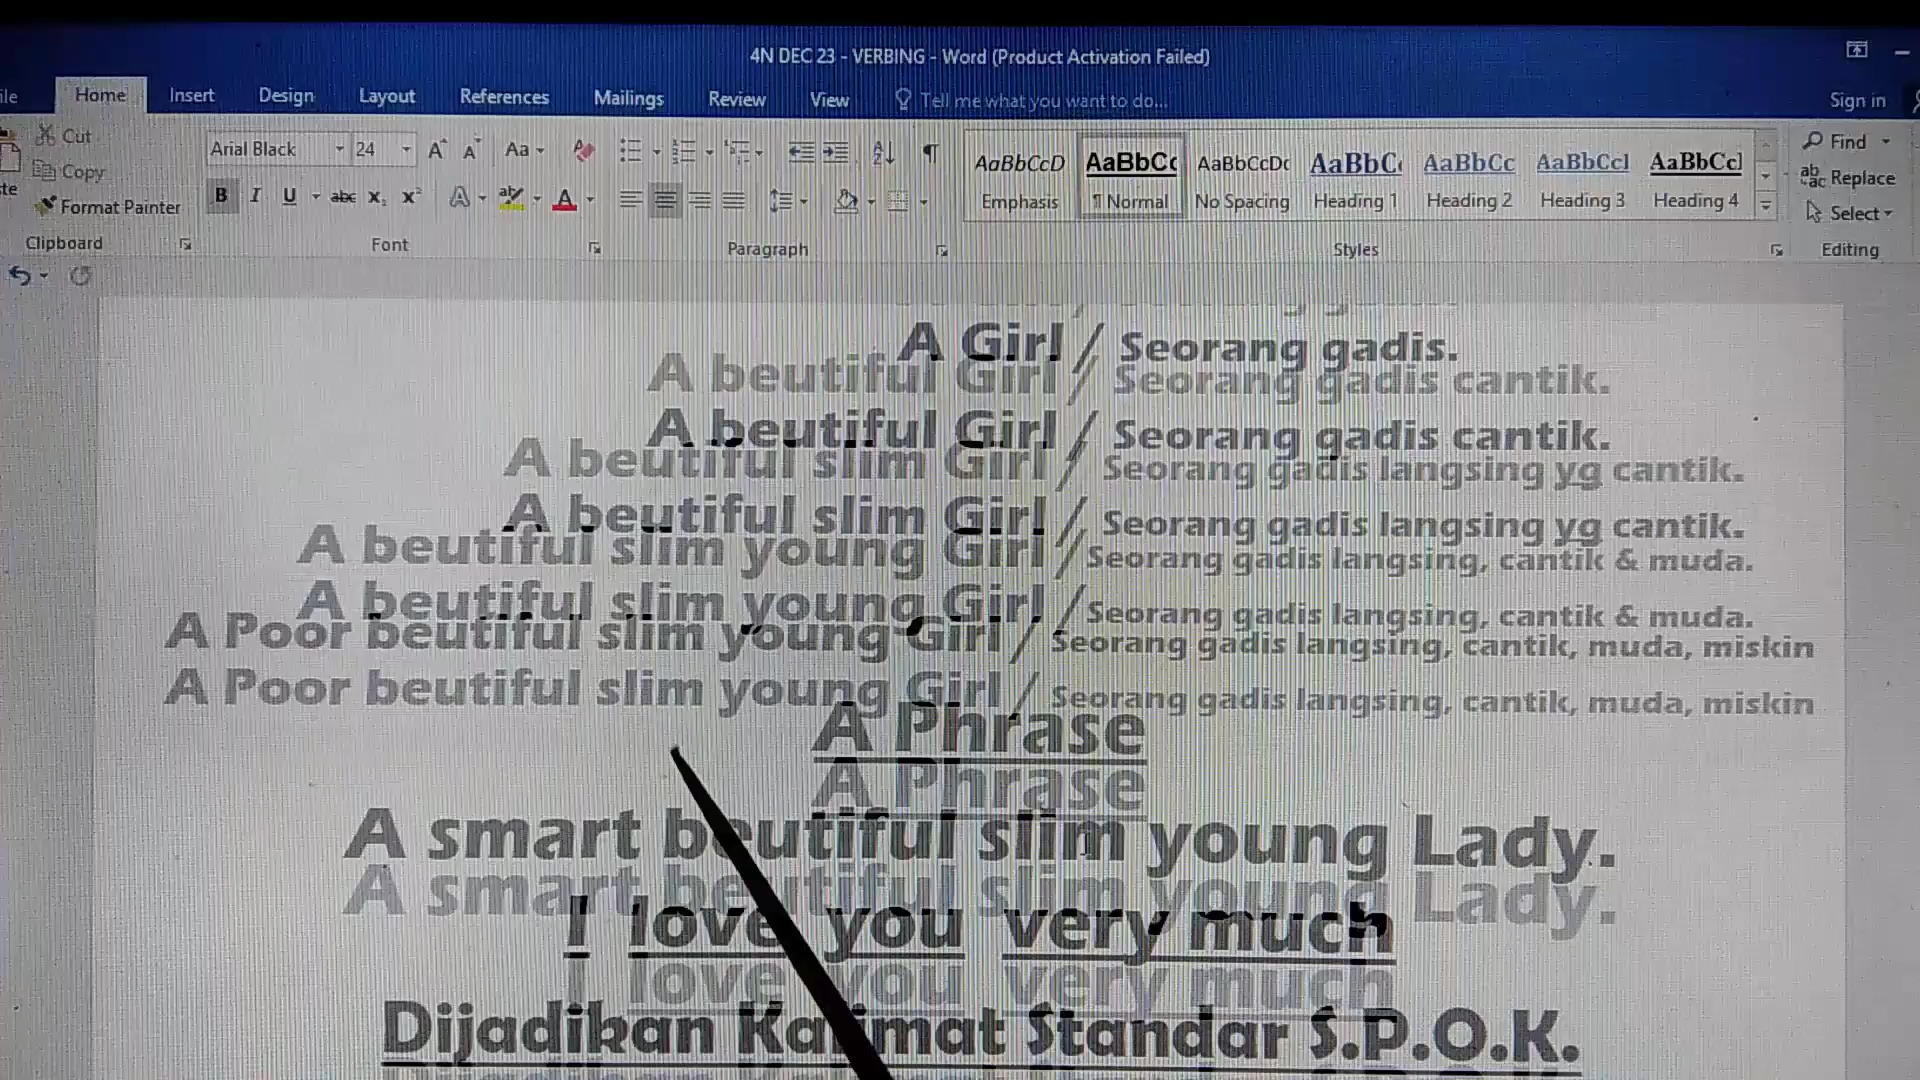 4N DEC 23 - VERBING - Word (Product Activation Failed)
Home Insert Design Layout References Mailings Review View Tell me what you want to do... Sign in
Cut
Copy
Format Painter
Clipboard
Arial Black 24
Font
Paragraph
AaBbCcD AaBbCc AaBbCcDc AaBbC AaBbCc AaBbCcI AaBbCcI
Emphasis ¶ Normal No Spacing Heading 1 Heading 2 Heading 3 Heading 4
Styles
Find
Replace
Select
Editing
A Girl / Seorang gadis.
A beutiful Girl / Seorang gadis cantik.
A beutiful Girl / Seorang gadis cantik.
A beutiful slim Girl / Seorang gadis langsing yg cantik.
A beutiful slim Girl / Seorang gadis langsing yg cantik.
A beutiful slim young Girl / Seorang gadis langsing, cantik & muda.
A beutiful slim young Girl / Seorang gadis langsing, cantik & muda.
A Poor beutiful slim young Girl / Seorang gadis langsing, cantik, muda, miskin
A Poor beutiful slim young Girl / Seorang gadis langsing, cantik, muda, miskin
A Phrase
A Phrase
A smart beutiful slim young Lady.
A smart beutiful slim young Lady.
I love you very much
I love you very much
Dijadikan Kalimat Standar S.P.O.K.